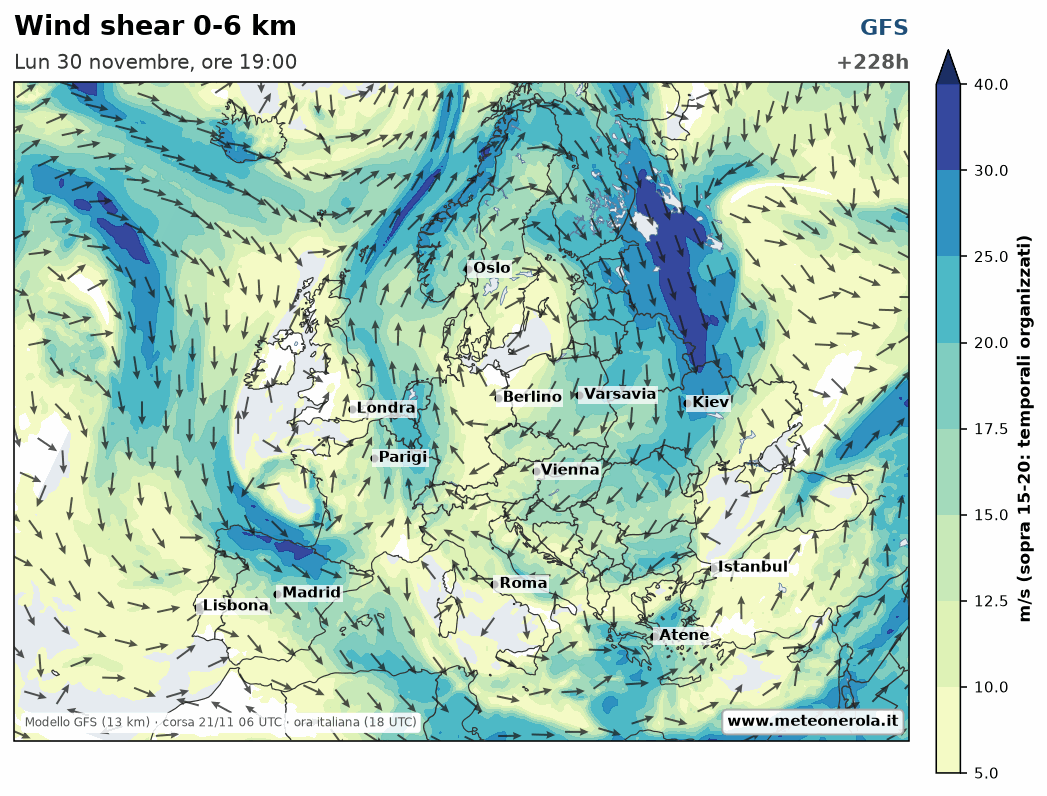 Wind shear 0-6 km
GFS
Lun 30 novembre, ore 19:00
+228h
Oslo
Berlino
Varsavia
Kiev
Londra
Parigi
Vienna
Istanbul
Roma
Madrid
Lisbona
Atene
Modello GFS (13 km) · corsa 21/11 06 UTC · ora italiana (18 UTC)
www.meteonerola.it
40.0
30.0
25.0
20.0
17.5
15.0
12.5
10.0
5.0
m/s (sopra 15-20: temporali organizzati)